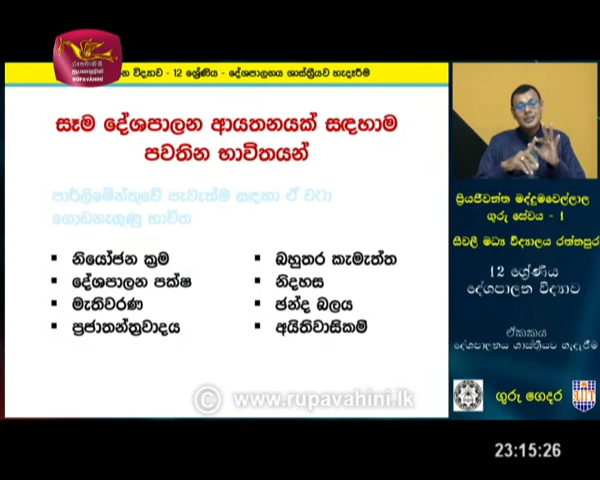 රූපවාහිනී
RUPAVAHINI
න විද්‍යාව - 12 ශ්‍රේණිය - දේශපාලනය ශාස්ත්‍රීයව හැදෑරීම
සෑම දේශපාලන ආයතනයක් සඳහාම
පවතින භාවිතයන්
පාර්ලිමේන්තුවේ පැවැත්ම සඳහා ඒ වටා
ගොඩනැගුණු භාවිත
▪ නියෝජන ක්‍රම
▪ දේශපාලන පක්ෂ
▪ මැතිවරණ
▪ ප්‍රජාතන්ත්‍රවාදය
▪ බහුතර කැමැත්ත
▪ නිදහස
▪ ඡන්ද බලය
▪ අයිතිවාසිකම්
© www.rupavahini.lk
ප්‍රියජීවන්ත මද්දුමවෙල්ලාල
ගුරු සේවය - 1
සීවලී මධ්‍ය විද්‍යාලය රත්නපුර
12 ශ්‍රේණිය
දේශපාලන විද්‍යාව
ඒකකය
දේශපාලනය ශාස්ත්‍රීයව හැදෑරීම
ගුරු ගෙදර
23:15:26